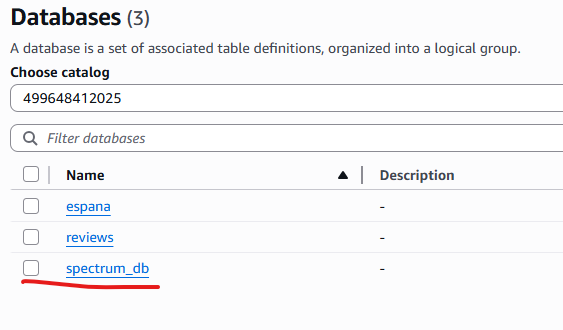 Databases (3)
A database is a set of associated table definitions, organized into a logical group.
Choose catalog
499648412025
Filter databases
Name Description
espana -
reviews -
spectrum_db -